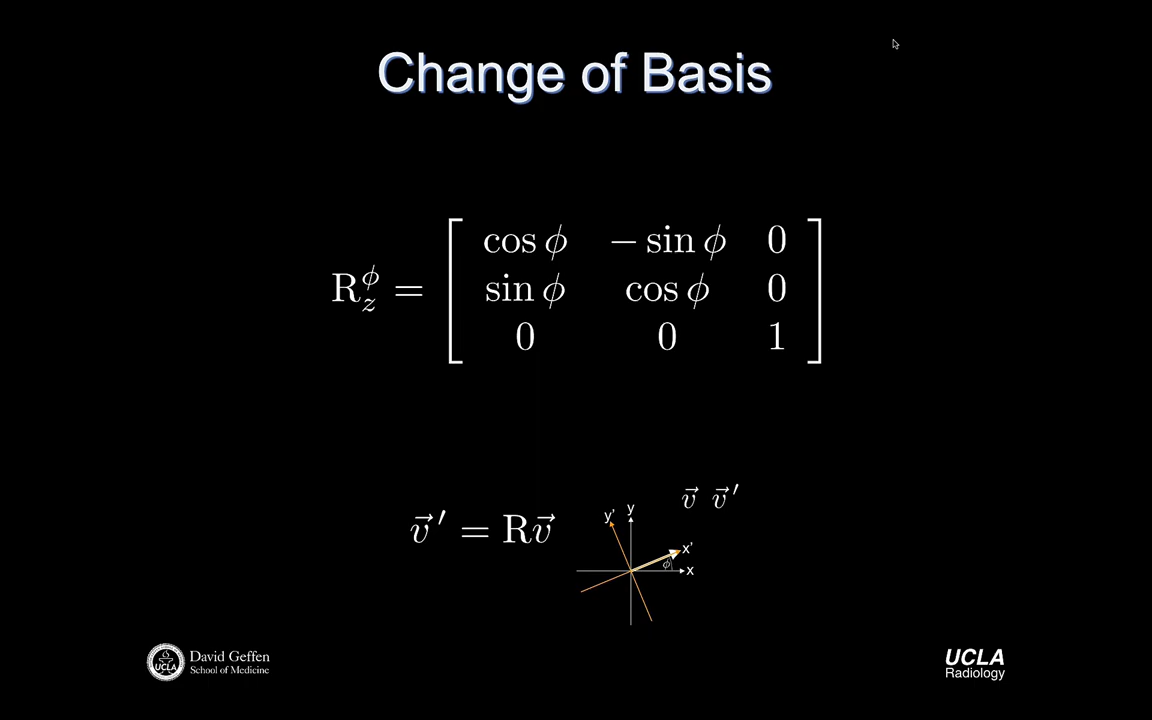 Change of Basis
R_z^ϕ = [ cos ϕ − sin ϕ 0
sin ϕ cos ϕ 0
0 0 1 ]
v⃗ ′ = Rv⃗
v⃗ v⃗ ′
y' y
x'
ϕ
x
UCLA
David Geffen
School of Medicine
UCLA
Radiology